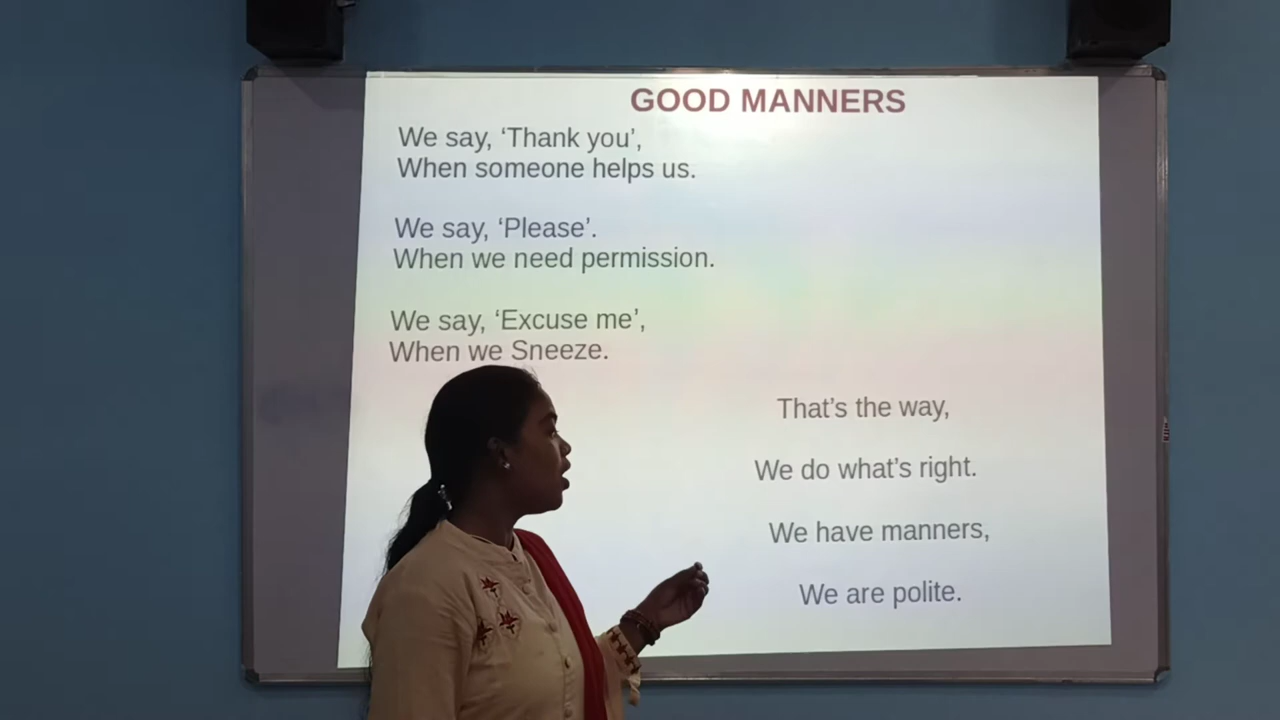 GOOD MANNERS
We say, ‘Thank you’,
When someone helps us.
We say, ‘Please’.
When we need permission.
We say, ‘Excuse me’,
When we Sneeze.
That’s the way,
We do what’s right.
We have manners,
We are polite.